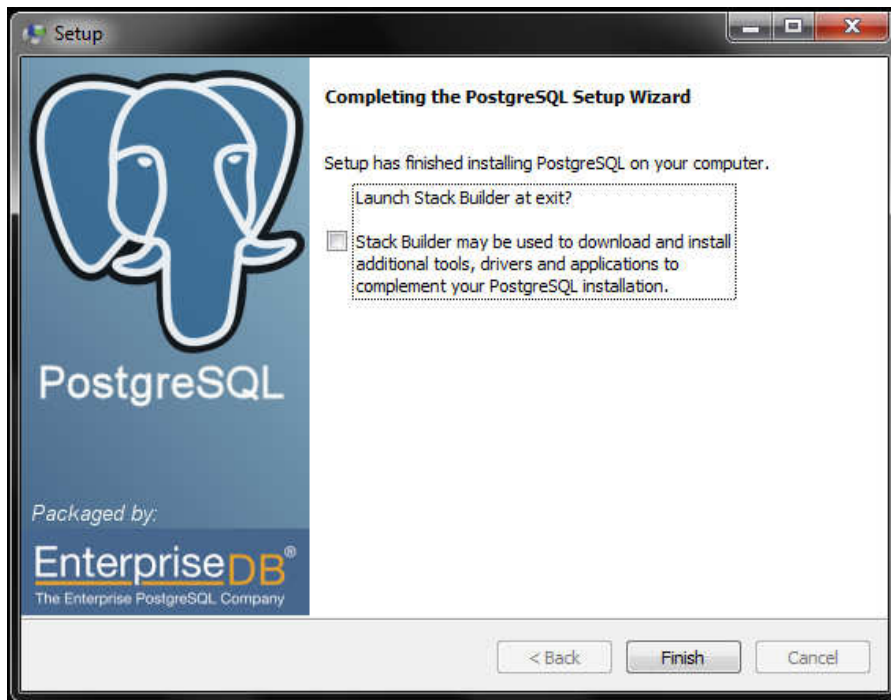 Setup
Completing the PostgreSQL Setup Wizard
Setup has finished installing PostgreSQL on your computer.
Launch Stack Builder at exit?
Stack Builder may be used to download and install
additional tools, drivers and applications to
complement your PostgreSQL installation.
PostgreSQL
Packaged by:
EnterpriseDB®
The Enterprise PostgreSQL Company
< Back
Finish
Cancel